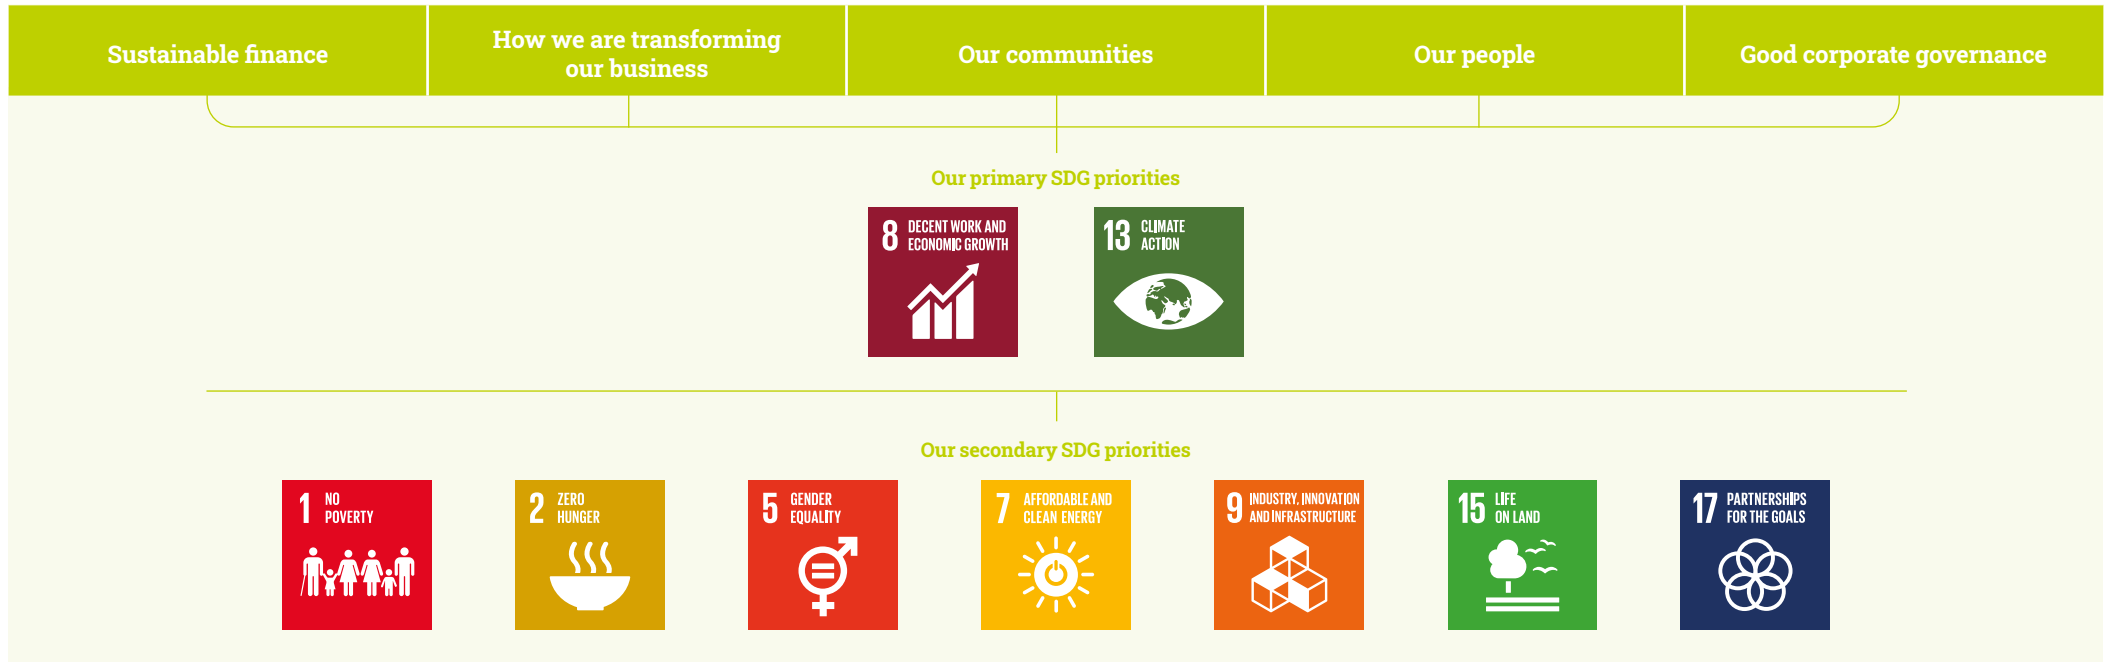 Sustainable finance
How we are transforming
our business
Our communities
Our people
Good corporate governance
Our primary SDG priorities
8 DECENT WORK AND
ECONOMIC GROWTH
13 CLIMATE
ACTION
Our secondary SDG priorities
1 NO
POVERTY
2 ZERO
HUNGER
5 GENDER
EQUALITY
7 AFFORDABLE AND
CLEAN ENERGY
9 INDUSTRY, INNOVATION
AND INFRASTRUCTURE
15 LIFE
ON LAND
17 PARTNERSHIPS
FOR THE GOALS